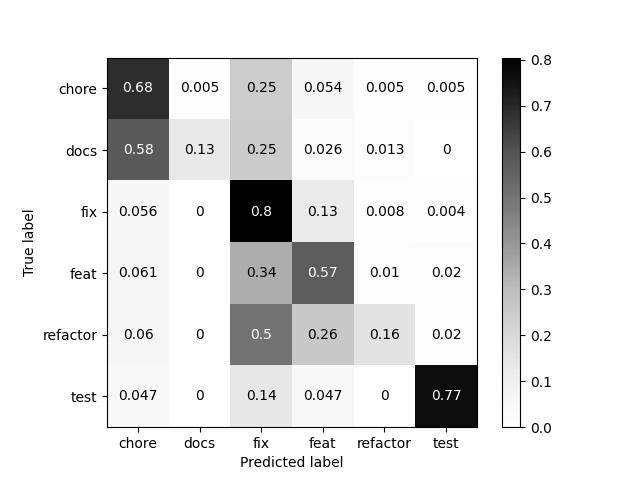 chore 0.68 0.005 0.25 0.054 0.005 0.005
docs 0.58 0.13 0.25 0.026 0.013 0
fix 0.056 0 0.8 0.13 0.008 0.004
feat 0.061 0 0.34 0.57 0.01 0.02
refactor 0.06 0 0.5 0.26 0.16 0.02
test 0.047 0 0.14 0.047 0 0.77
chore docs fix feat refactor test
Predicted label
True label
0.8
0.7
0.6
0.5
0.4
0.3
0.2
0.1
0.0